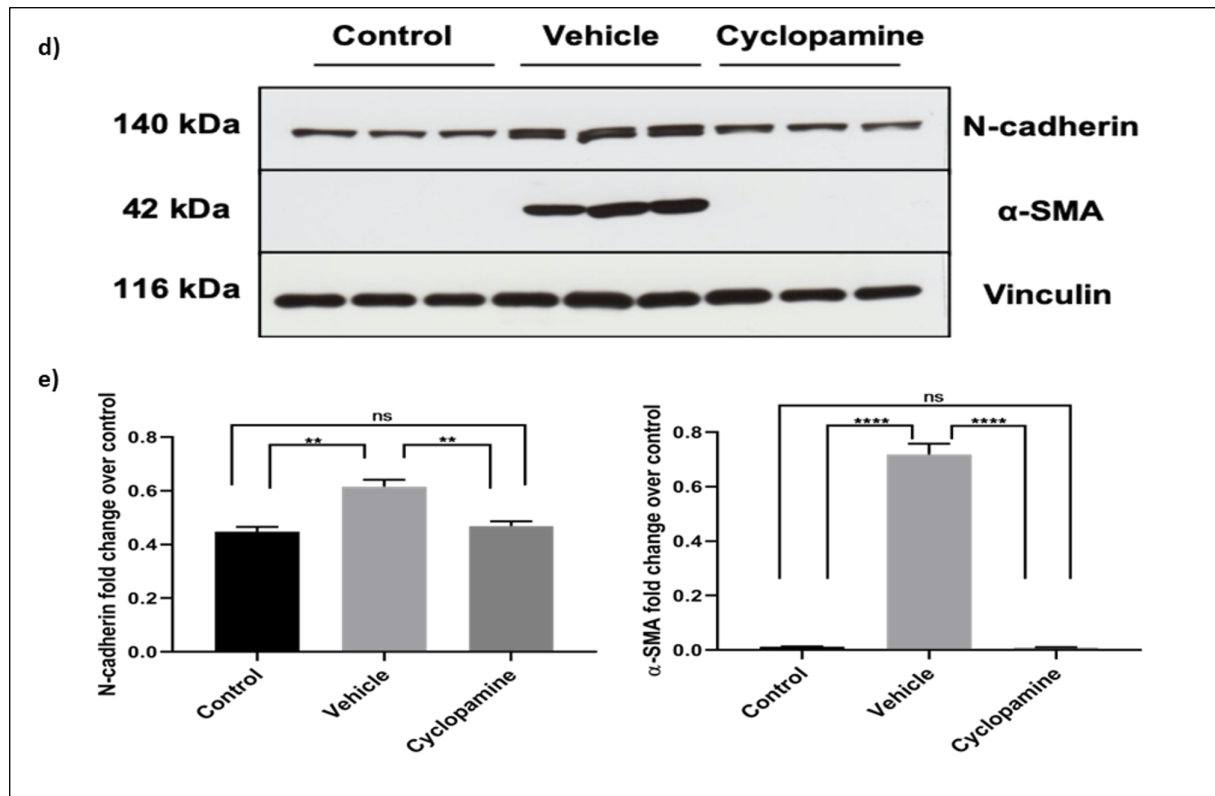 d)
Control Vehicle Cyclopamine
140 kDa N-cadherin
42 kDa α-SMA
116 kDa Vinculin
e)
N-cadherin fold change over control
ns
** **
0.8
0.6
0.4
0.2
0.0
Control Vehicle Cyclopamine
α-SMA fold change over control
ns
**** ****
0.8
0.6
0.4
0.2
0.0
Control Vehicle Cyclopamine